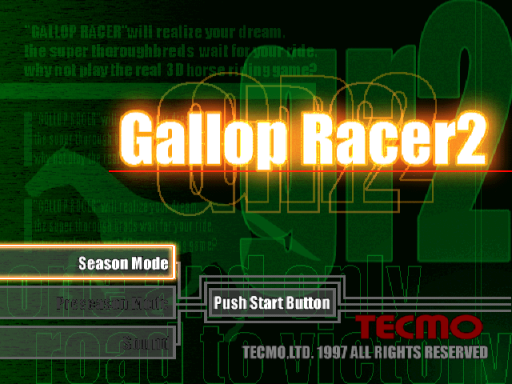 "GALLOP RACER"will realize your dream.
the super thoroughbreds wait for your ride.
why not play the real 3D horse riding game?
gr2
Gallop Racer2
Season Mode
Push Start Button
TECMO
TECMO,LTD. 1997 ALL RIGHTS RESERVED
only
road to victory